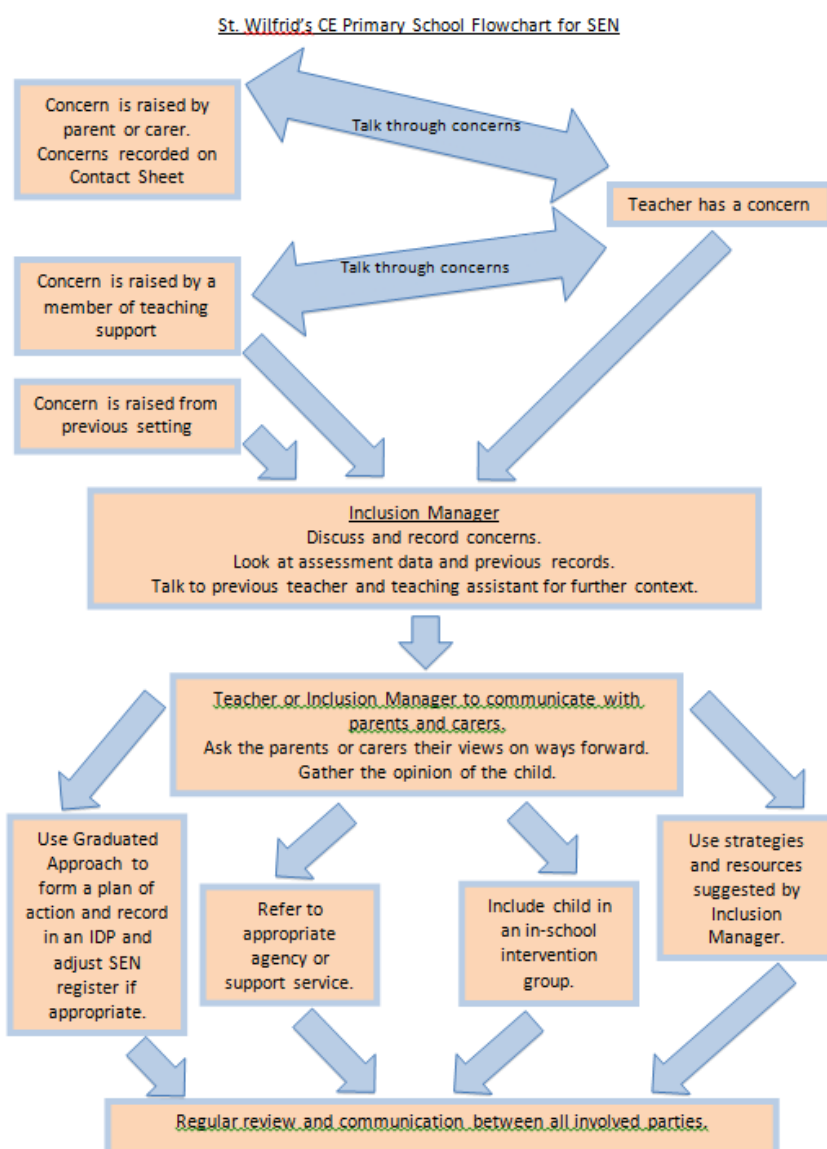 St. Wilfrid's CE Primary School Flowchart for SEN
Concern is raised by
parent or carer.
Concerns recorded on
Contact Sheet
Talk through concerns
Teacher has a concern
Talk through concerns
Concern is raised by a
member of teaching
support
Concern is raised from
previous setting
Inclusion Manager
Discuss and record concerns.
Look at assessment data and previous records.
Talk to previous teacher and teaching assistant for further context.
Teacher or Inclusion Manager to communicate with
parents and carers.
Ask the parents or carers their views on ways forward.
Gather the opinion of the child.
Use Graduated
Approach to
form a plan of
action and record
in an IDP and
adjust SEN
register if
appropriate.
Refer to
appropriate
agency or
support service.
Include child in
an in-school
intervention
group.
Use strategies
and resources
suggested by
Inclusion
Manager.
Regular review and communication between all involved parties.